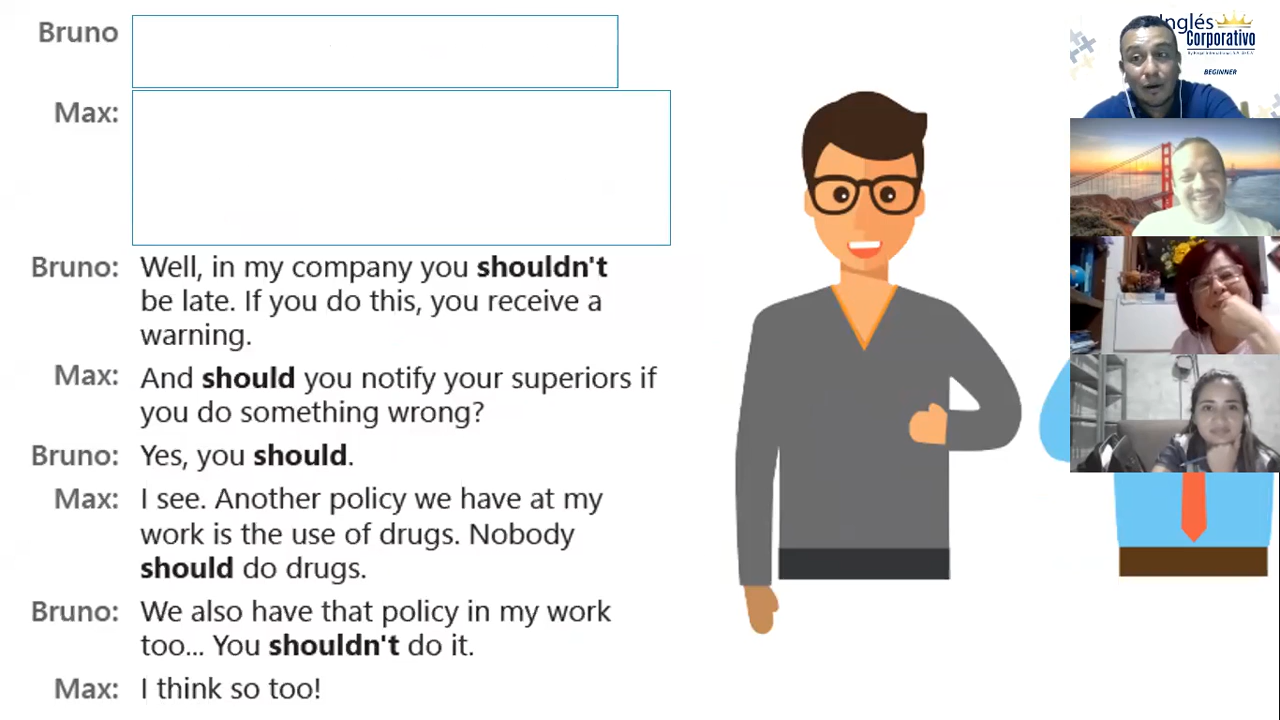 Bruno
Max:
Bruno: Well, in my company you shouldn't
be late. If you do this, you receive a
warning.
Max: And should you notify your superiors if
you do something wrong?
Bruno: Yes, you should.
Max: I see. Another policy we have at my
work is the use of drugs. Nobody
should do drugs.
Bruno: We also have that policy in my work
too... You shouldn't do it.
Max: I think so too!
Inglés
Corporativo
BEGINNER